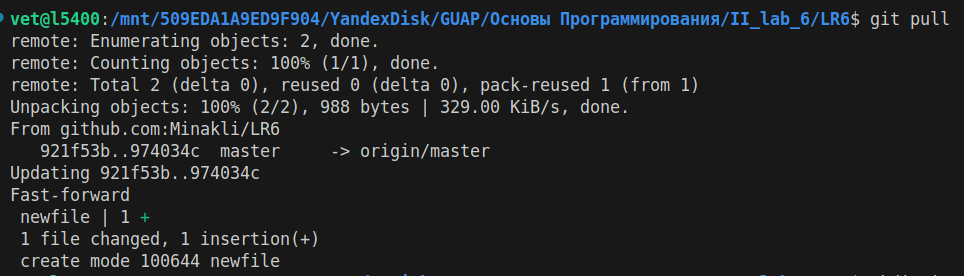 vet@l5400:/mnt/509EDA1A9ED9F904/YandexDisk/GUAP/Основы Программирования/II_lab_6/LR6$ git pull
remote: Enumerating objects: 2, done.
remote: Counting objects: 100% (1/1), done.
remote: Total 2 (delta 0), reused 0 (delta 0), pack-reused 1 (from 1)
Unpacking objects: 100% (2/2), 988 bytes | 329.00 KiB/s, done.
From github.com:Minakli/LR6
   921f53b..974034c  master     -> origin/master
Updating 921f53b..974034c
Fast-forward
 newfile | 1 +
 1 file changed, 1 insertion(+)
 create mode 100644 newfile